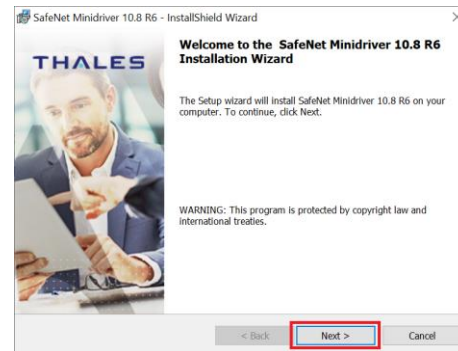 SafeNet Minidriver 10.8 R6 - InstallShield Wizard
THALES
Welcome to the SafeNet Minidriver 10.8 R6
Installation Wizard
The Setup wizard will install SafeNet Minidriver 10.8 R6 on your
computer. To continue, click Next.
WARNING: This program is protected by copyright law and
international treaties.
< Back
Next >
Cancel